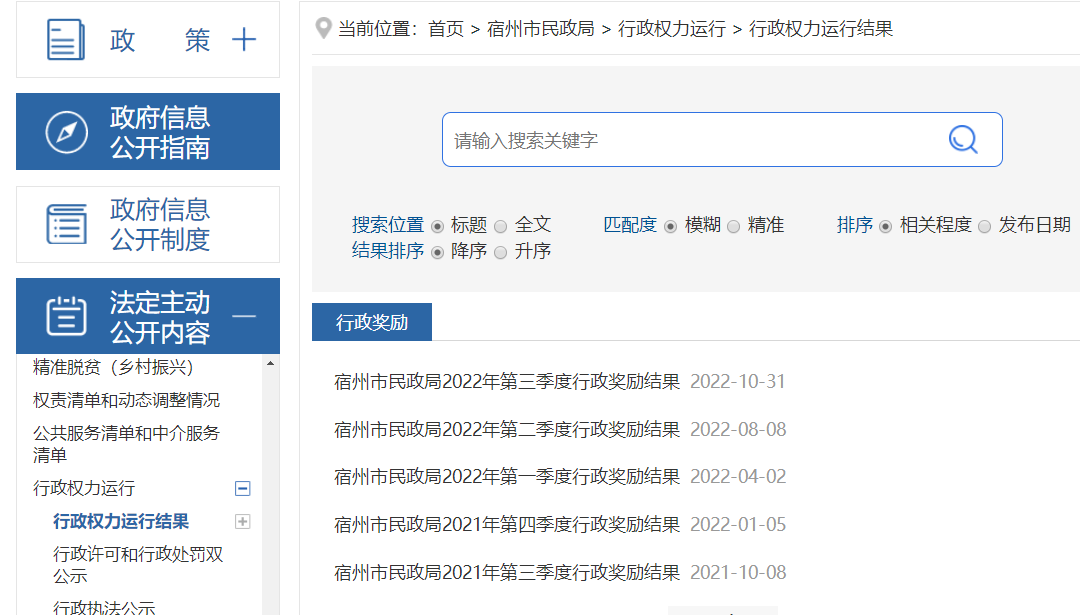 政 策
政府信息
公开指南
政府信息
公开制度
法定主动
公开内容
精准脱贫（乡村振兴）
权责清单和动态调整情况
公共服务清单和中介服务
清单
行政权力运行
行政权力运行结果
行政许可和行政处罚双
公示
行政执法公示
当前位置：首页 > 宿州市民政局 > 行政权力运行 > 行政权力运行结果
请输入搜索关键字
搜索位置 标题 全文 匹配度 模糊 精准 排序 相关程度 发布日期
结果排序 降序 升序
行政奖励
宿州市民政局2022年第三季度行政奖励结果 2022-10-31
宿州市民政局2022年第二季度行政奖励结果 2022-08-08
宿州市民政局2022年第一季度行政奖励结果 2022-04-02
宿州市民政局2021年第四季度行政奖励结果 2022-01-05
宿州市民政局2021年第三季度行政奖励结果 2021-10-08